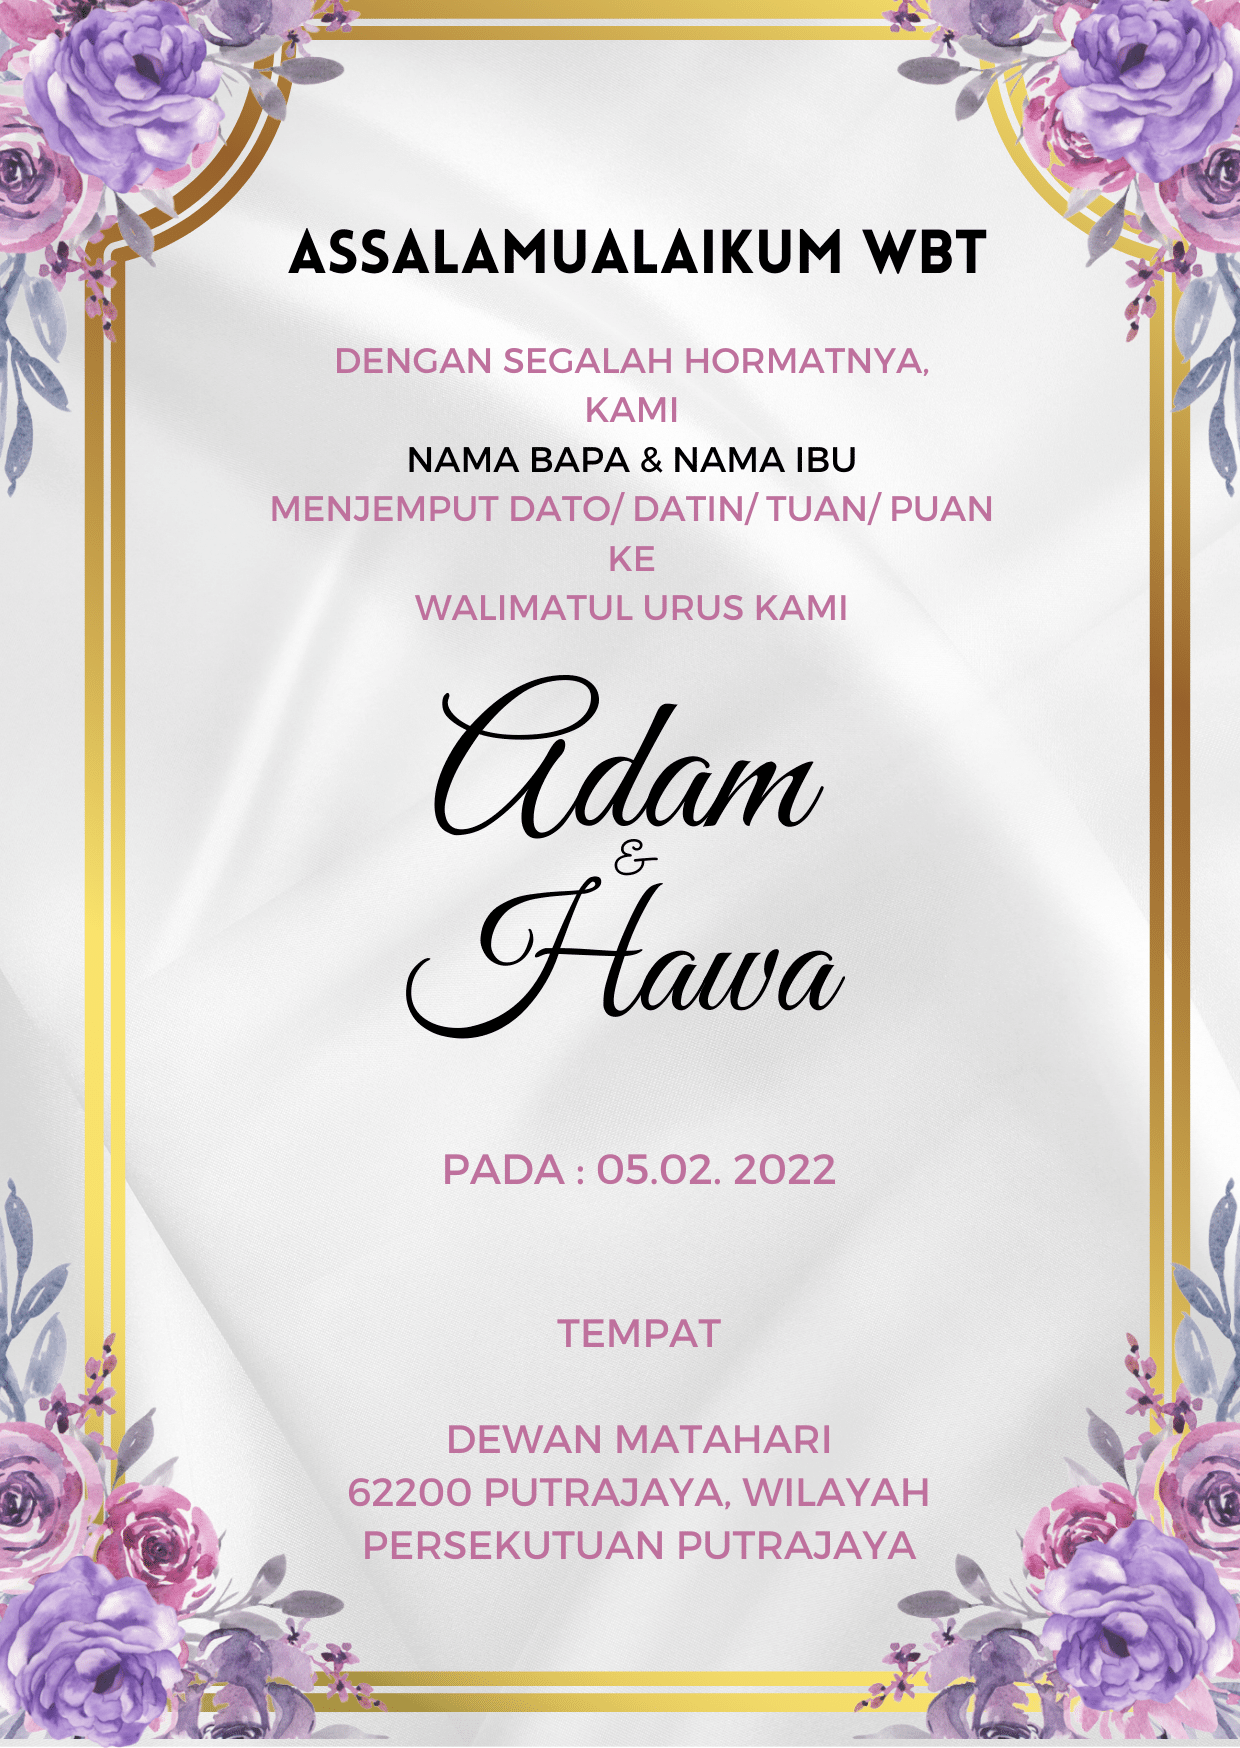 ASSALAMUALAIKUM WBT
DENGAN SEGALAH HORMATNYA,
KAMI
NAMA BAPA & NAMA IBU
MENJEMPUT DATO/ DATIN/ TUAN/ PUAN
KE
WALIMATUL URUS KAMI
Adam
&
Hawa
PADA : 05.02. 2022
TEMPAT
DEWAN MATAHARI
62200 PUTRAJAYA, WILAYAH
PERSEKUTUAN PUTRAJAYA